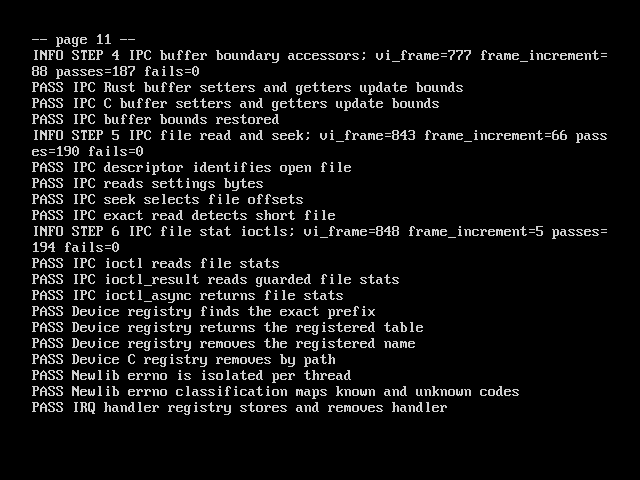 -- page 11 --
INFO STEP 4 IPC buffer boundary accessors; vi_frame=777 frame_increment=
88 passes=187 fails=0
PASS IPC Rust buffer setters and getters update bounds
PASS IPC C buffer setters and getters update bounds
PASS IPC buffer bounds restored
INFO STEP 5 IPC file read and seek; vi_frame=843 frame_increment=66 pass
es=190 fails=0
PASS IPC descriptor identifies open file
PASS IPC reads settings bytes
PASS IPC seek selects file offsets
PASS IPC exact read detects short file
INFO STEP 6 IPC file stat ioctls; vi_frame=848 frame_increment=5 passes=
194 fails=0
PASS IPC ioctl reads file stats
PASS IPC ioctl_result reads guarded file stats
PASS IPC ioctl_async returns file stats
PASS Device registry finds the exact prefix
PASS Device registry returns the registered table
PASS Device registry removes the registered name
PASS Device C registry removes by path
PASS Newlib errno is isolated per thread
PASS Newlib errno classification maps known and unknown codes
PASS IRQ handler registry stores and removes handler